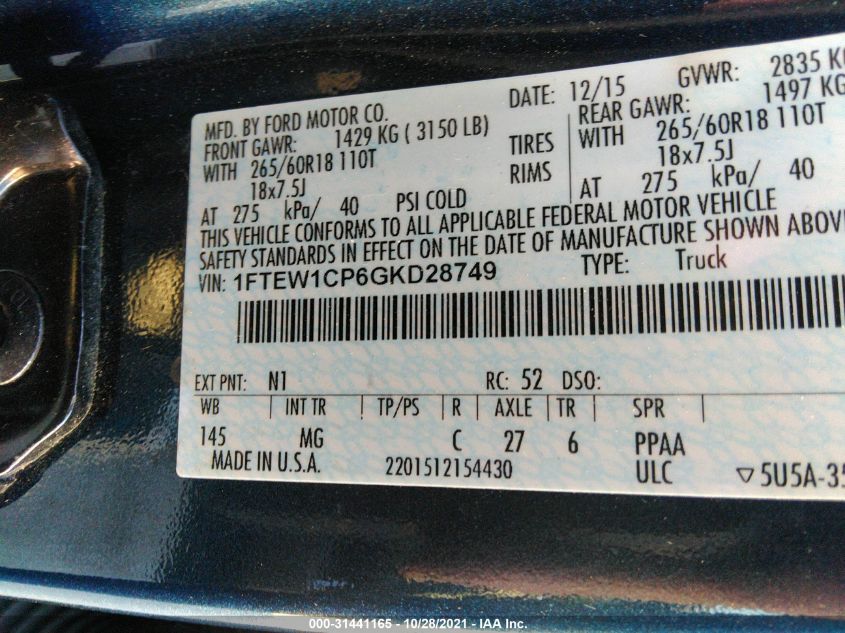 MFD. BY FORD MOTOR CO. DATE: 12/15 GVWR: 2835 KG
FRONT GAWR: 1429 KG ( 3150 LB) REAR GAWR: 1497 KG
WITH 265/60R18 110T TIRES WITH 265/60R18 110T
18x7.5J RIMS 18x7.5J
AT 275 kPa/ 40 PSI COLD AT 275 kPa/ 40
THIS VEHICLE CONFORMS TO ALL APPLICABLE FEDERAL MOTOR VEHICLE
SAFETY STANDARDS IN EFFECT ON THE DATE OF MANUFACTURE SHOWN ABOVE
VIN: 1FTEW1CP6GKD28749 TYPE: Truck
EXT PNT: N1 RC: 52 DSO:
WB INT TR TP/PS R AXLE TR SPR
145 MG C 27 6 PPAA
MADE IN U.S.A. 2201512154430 ULC ▽5U5A-35
000-31441165 - 10/28/2021 - IAA Inc.